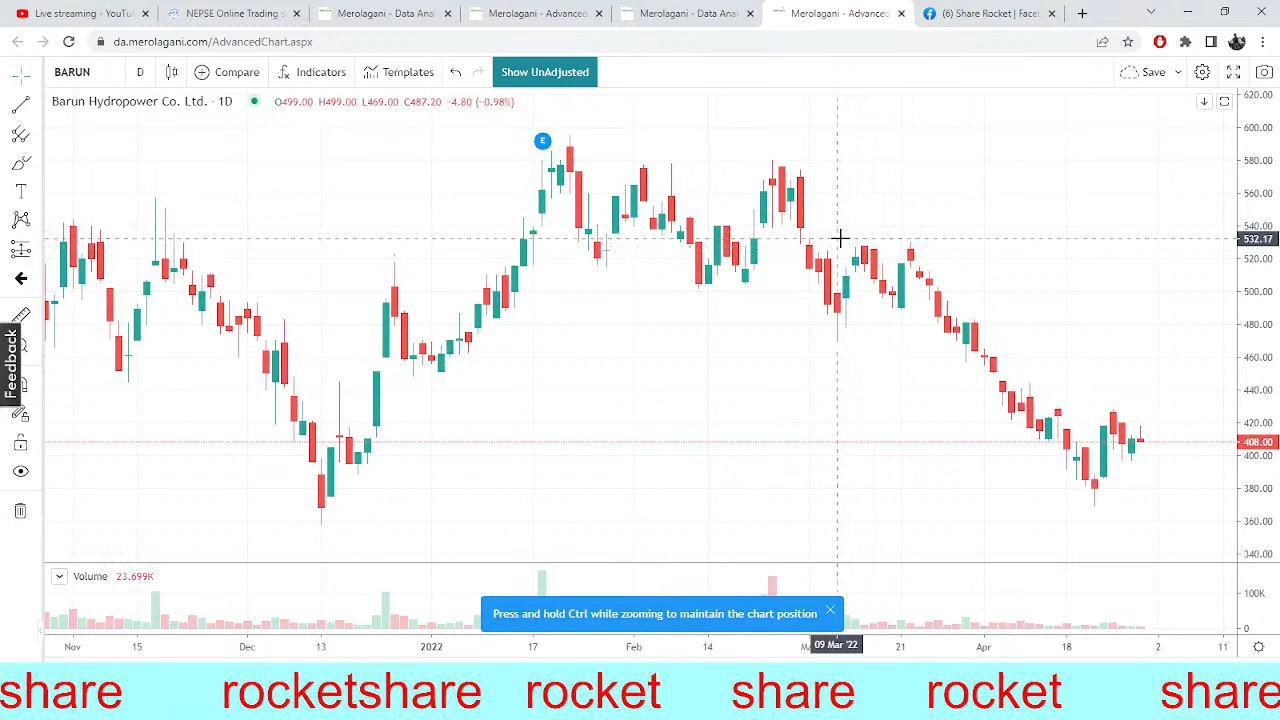 Live streaming - YouTube
NEPSE Online Trading s
Merolagani - Data Anal
Merolagani - Advanced
Merolagani - Data Anal
Merolagani - Advanced
(6) Share Rocket | Face
da.merolagani.com/AdvancedChart.aspx
BARUN
D
Compare
Indicators
Templates
Show UnAdjusted
Save
Barun Hydropower Co. Ltd. · 1D
O499.00 H499.00 L469.00 C487.20 -4.80 (-0.98%)
E
620.00
600.00
580.00
560.00
540.00
532.17
520.00
500.00
480.00
460.00
440.00
420.00
408.00
400.00
380.00
360.00
340.00
Feedback
Volume 23.699K
100K
0
Press and hold Ctrl while zooming to maintain the chart position
Nov 15 Dec 13 2022 17 Feb 14 09 Mar '22 21 Apr 18 2 11
share rocketshare rocket share rocket share